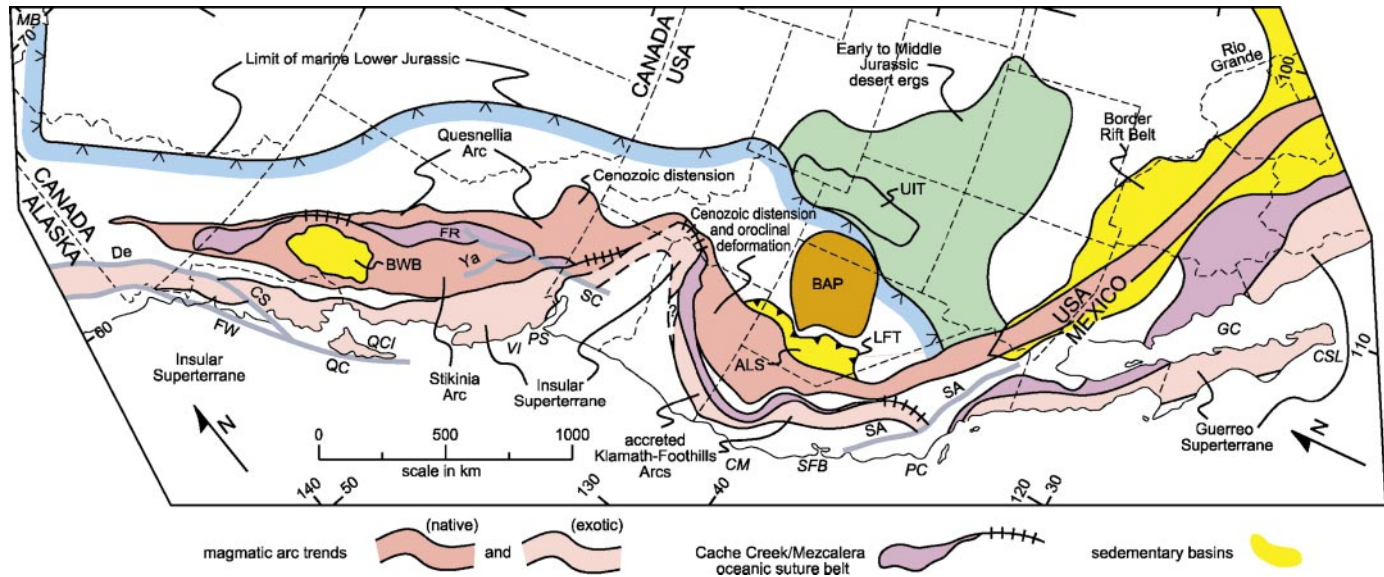 MB
70
Limit of marine Lower Jurassic
CANADA
USA
Early to Middle
Jurassic
desert ergs
Rio
Grande
100
Quesnellia
Arc
Border
Rift Belt
Cenozoic distension
UIT
CANADA
ALASKA
Cenozoic distension
and oroclinal
deformation
De
FR
BWB
Ya
BAP
USA
MEXICO
SC
CS
FW
60
QCI
QC
VI
PS
LFT
ALS
GC
CSL
110
Insular
Superterrane
Stikinia
Arc
Insular
Superterrane
SA
SA
N
accreted
Klamath-Foothills
Arcs
Guerreo
Superterrane
N
0
500
1000
scale in km
CM
SFB
PC
140
50
130
40
120
30
(native)
(exotic)
magmatic arc trends
and
Cache Creek/Mezcalera
oceanic suture belt
sedementary basins